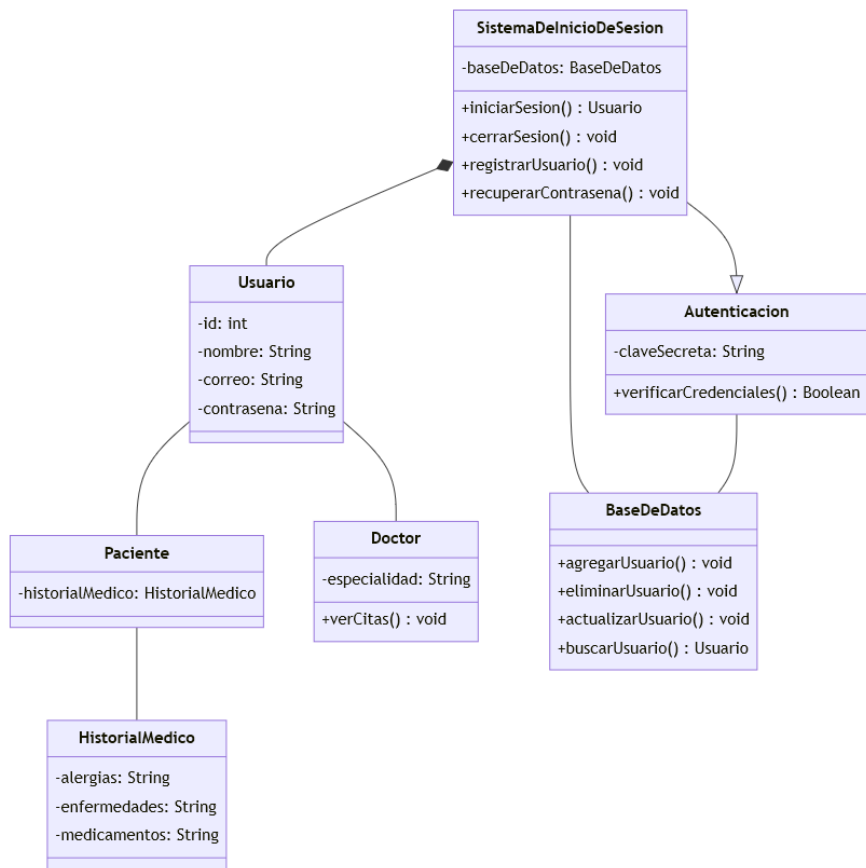 SistemaDeInicioDeSesion
-baseDeDatos: BaseDeDatos
+iniciarSesion() : Usuario
+cerrarSesion() : void
+registrarUsuario() : void
+recuperarContrasena() : void
Usuario
-id: int
-nombre: String
-correo: String
-contrasena: String
Autenticacion
-claveSecreta: String
+verificarCredenciales() : Boolean
Paciente
-historialMedico: HistorialMedico
Doctor
-especialidad: String
+verCitas() : void
BaseDeDatos
+agregarUsuario() : void
+eliminarUsuario() : void
+actualizarUsuario() : void
+buscarUsuario() : Usuario
HistorialMedico
-alergias: String
-enfermedades: String
-medicamentos: String